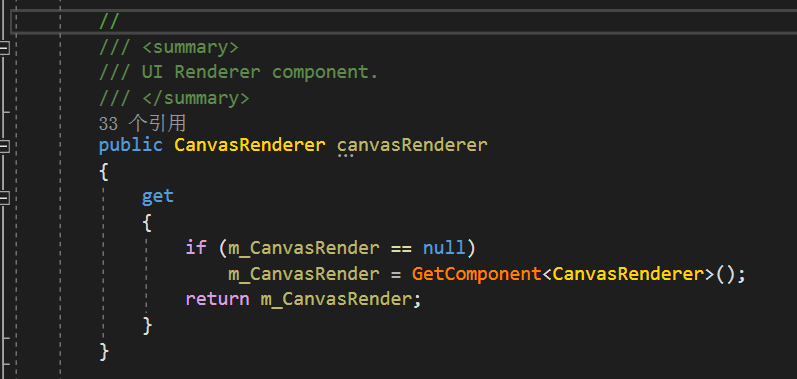 //
/// <summary>
/// UI Renderer component.
/// </summary>
33 个引用
public CanvasRenderer canvasRenderer
{
get
{
if (m_CanvasRender == null)
m_CanvasRender = GetComponent<CanvasRenderer>();
return m_CanvasRender;
}
}